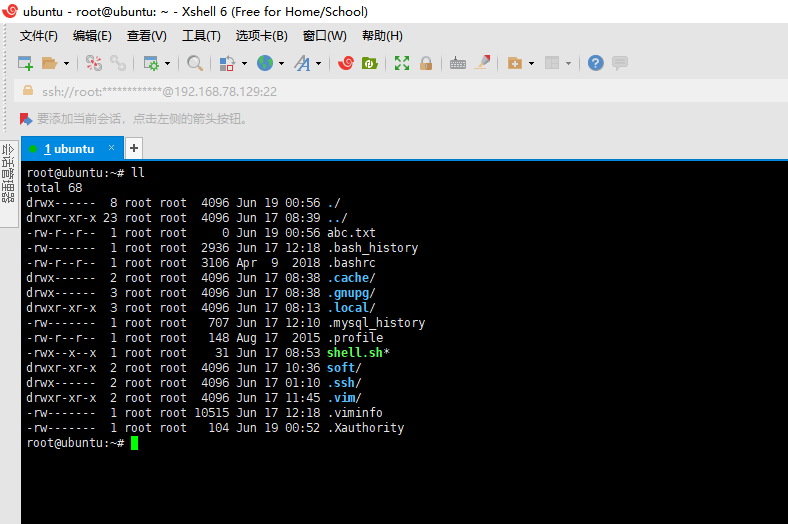 ubuntu - root@ubuntu: ~ - Xshell 6 (Free for Home/School)
文件(F) 编辑(E) 查看(V) 工具(T) 选项卡(B) 窗口(W) 帮助(H)
ssh://root:************@192.168.78.129:22
要添加当前会话，点击左侧的箭头按钮。
会话管理器
1 ubuntu × +
root@ubuntu:~# ll
total 68
drwx------  8 root root  4096 Jun 19 00:56 ./
drwxr-xr-x 23 root root  4096 Jun 17 08:39 ../
-rw-r--r--  1 root root     0 Jun 19 00:56 abc.txt
-rw-------  1 root root  2936 Jun 17 12:18 .bash_history
-rw-r--r--  1 root root  3106 Apr  9  2018 .bashrc
drwx------  2 root root  4096 Jun 17 08:38 .cache/
drwx------  3 root root  4096 Jun 17 08:38 .gnupg/
drwxr-xr-x  3 root root  4096 Jun 17 08:13 .local/
-rw-------  1 root root   707 Jun 17 12:10 .mysql_history
-rw-r--r--  1 root root   148 Aug 17  2015 .profile
-rwx--x--x  1 root root    31 Jun 17 08:53 shell.sh*
drwxr-xr-x  2 root root  4096 Jun 17 10:36 soft/
drwx------  2 root root  4096 Jun 17 01:10 .ssh/
drwxr-xr-x  2 root root  4096 Jun 17 11:45 .vim/
-rw-------  1 root root 10515 Jun 17 12:18 .viminfo
-rw-------  1 root root   104 Jun 19 00:52 .Xauthority
root@ubuntu:~#